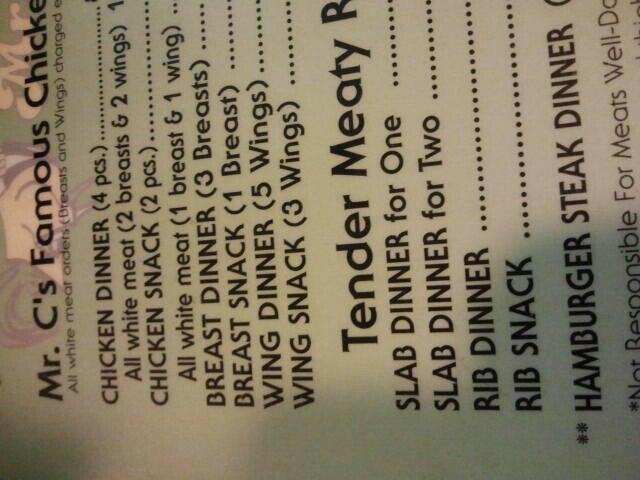 Mr. C's Famous Chicke
All white meat orders (Breasts and Wings) charged e
CHICKEN DINNER (4 pcs.)
All white meat (2 breasts & 2 wings) 1
CHICKEN SNACK (2 pcs.)
All white meat (1 breast & 1 wing)
BREAST DINNER (3 Breasts)
BREAST SNACK (1 Breast)
WING DINNER (5 Wings)
WING SNACK (3 Wings)
Tender Meaty R
SLAB DINNER for One
SLAB DINNER for Two
RIB DINNER
RIB SNACK
** HAMBURGER STEAK DINNER (
*Not Responsible For Meats Well-Do